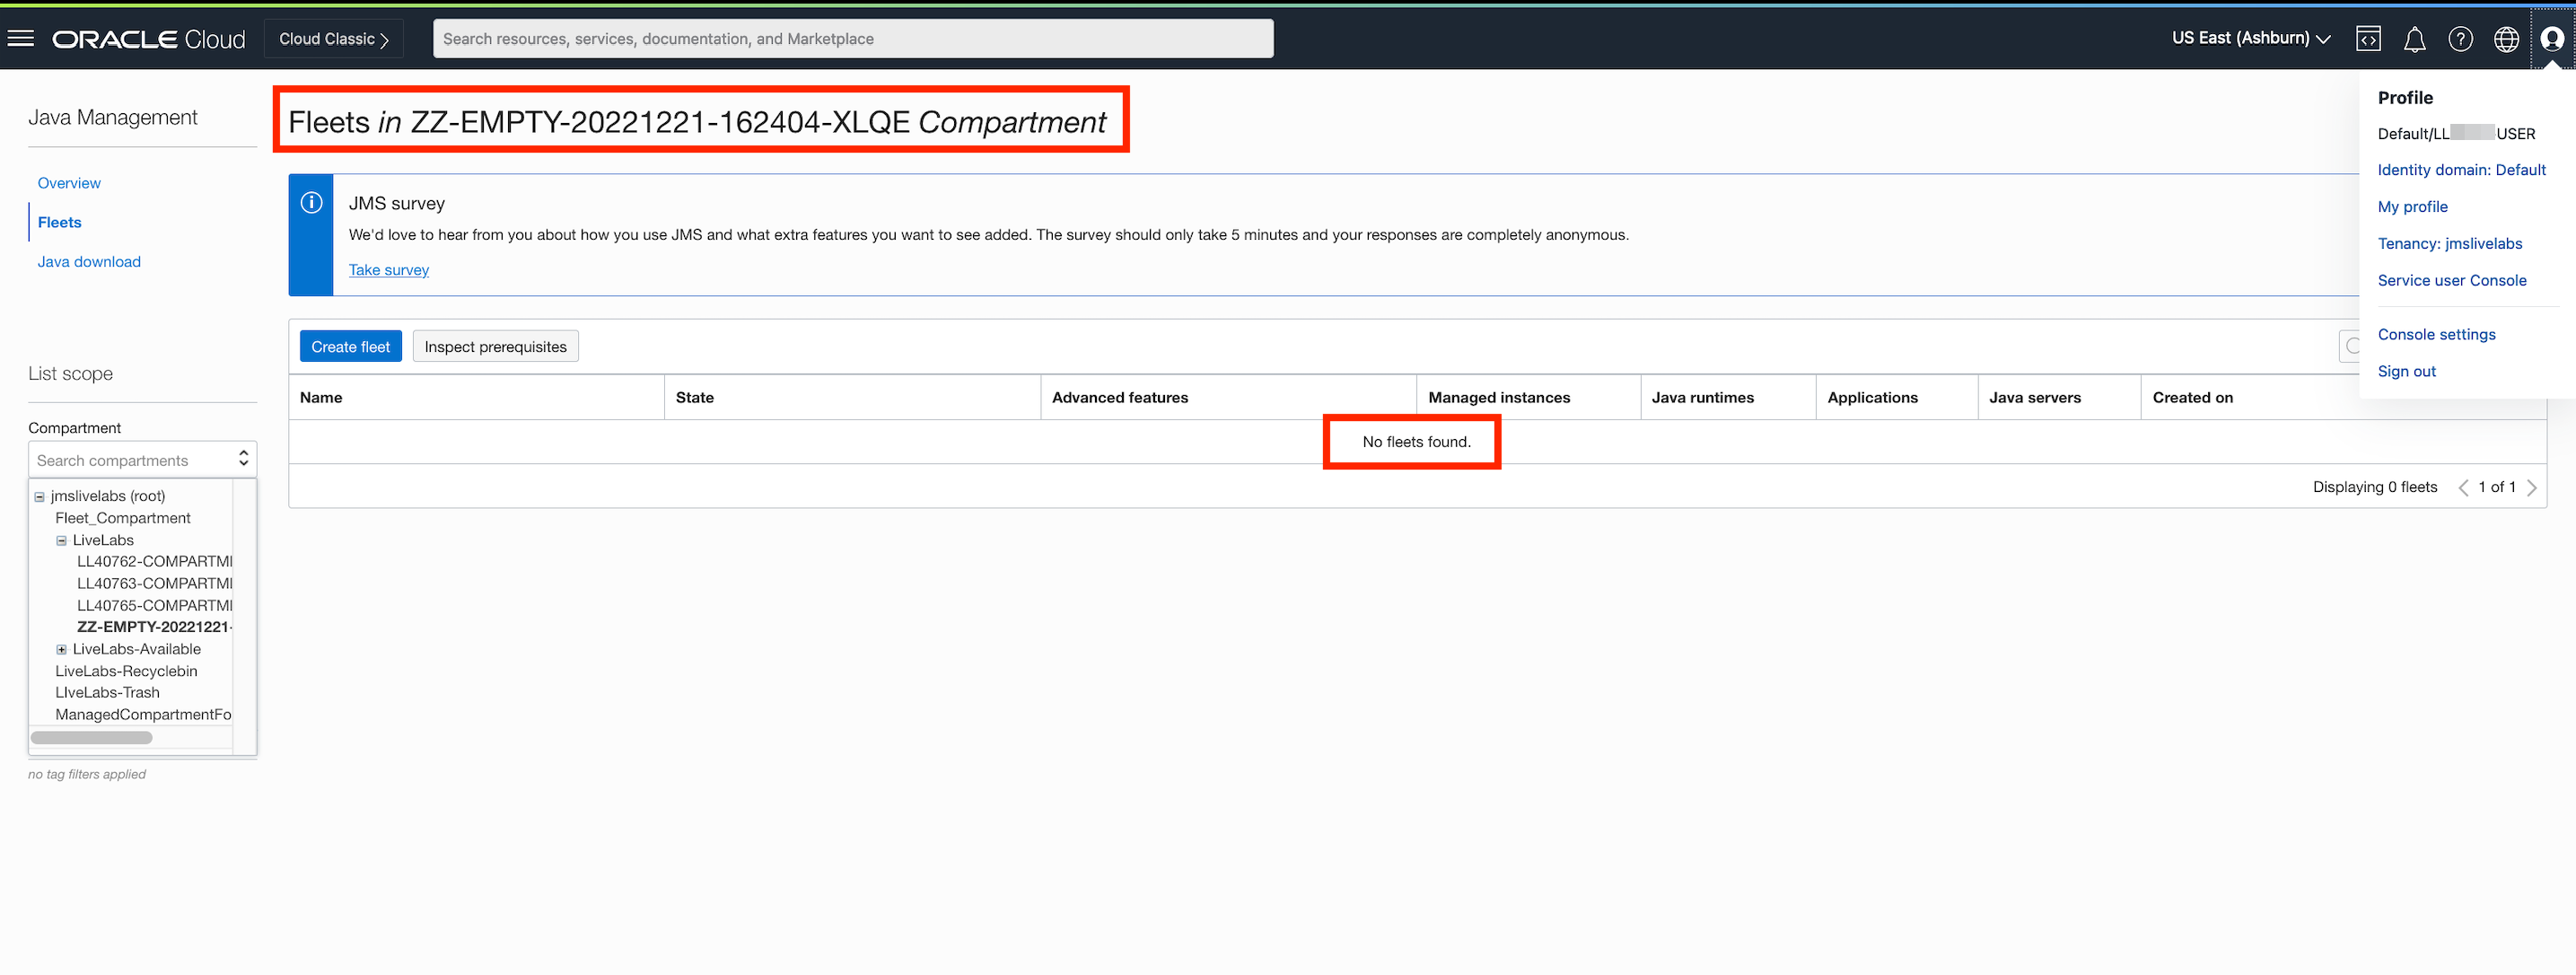 ORACLE Cloud
Cloud Classic
Search resources, services, documentation, and Marketplace
US East (Ashburn)
Java Management
Overview
Fleets
Java download
List scope
Compartment
Search compartments
jmslivelabs (root)
Fleet_Compartment
LiveLabs
LL40762-COMPARTM
LL40763-COMPARTM
LL40765-COMPARTM
ZZ-EMPTY-20221221-
LiveLabs-Available
LiveLabs-Recyclebin
LIveLabs-Trash
ManagedCompartmentFo
no tag filters applied
Fleets in ZZ-EMPTY-20221221-162404-XLQE Compartment
JMS survey
We'd love to hear from you about how you use JMS and what extra features you want to see added. The survey should only take 5 minutes and your responses are completely anonymous.
Take survey
Create fleet
Inspect prerequisites
Name State Advanced features Managed instances Java runtimes Applications Java servers Created on
No fleets found.
Displaying 0 fleets 1 of 1
Profile
Default/LL USER
Identity domain: Default
My profile
Tenancy: jmslivelabs
Service user Console
Console settings
Sign out